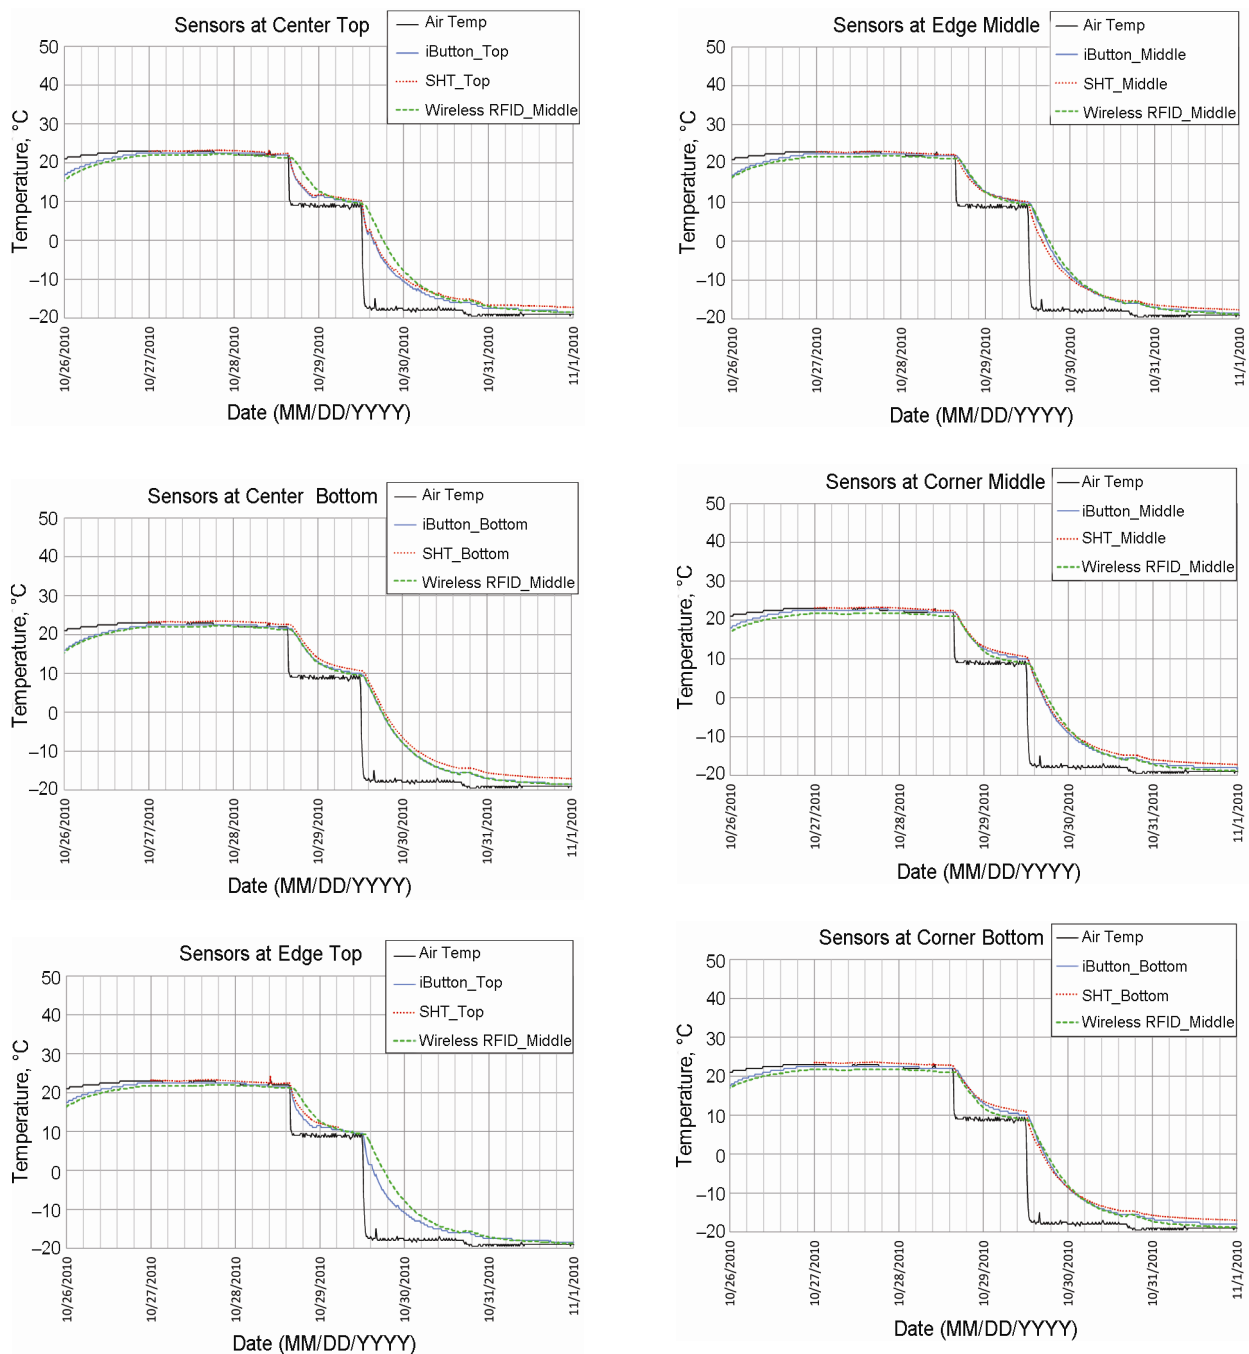 Sensors at Center Top
Air Temp
iButton_Top
SHT_Top
Wireless RFID_Middle
50
40
30
20
10
0
–10
–20
Temperature, °C
10/26/2010
10/27/2010
10/28/2010
10/29/2010
10/30/2010
10/31/2010
11/1/2010
Date (MM/DD/YYYY)
Sensors at Edge Middle
Air Temp
iButton_Middle
SHT_Middle
Wireless RFID_Middle
50
40
30
20
10
0
–10
–20
Temperature, °C
10/26/2010
10/27/2010
10/28/2010
10/29/2010
10/30/2010
10/31/2010
11/1/2010
Date (MM/DD/YYYY)
Sensors at Center Bottom
Air Temp
iButton_Bottom
SHT_Bottom
Wireless RFID_Middle
50
40
30
20
10
0
–10
–20
Temperature, °C
10/26/2010
10/27/2010
10/28/2010
10/29/2010
10/30/2010
10/31/2010
11/1/2010
Date (MM/DD/YYYY)
Sensors at Corner Middle
Air Temp
iButton_Middle
SHT_Middle
Wireless RFID_Middle
50
40
30
20
10
0
–10
–20
Temperature, °C
10/26/2010
10/27/2010
10/28/2010
10/29/2010
10/30/2010
10/31/2010
11/1/2010
Date (MM/DD/YYYY)
Sensors at Edge Top
Air Temp
iButton_Top
SHT_Top
Wireless RFID_Middle
50
40
30
20
10
0
–10
–20
Temperature, °C
10/26/2010
10/27/2010
10/28/2010
10/29/2010
10/30/2010
10/31/2010
11/1/2010
Date (MM/DD/YYYY)
Sensors at Corner Bottom
Air Temp
iButton_Bottom
SHT_Bottom
Wireless RFID_Middle
50
40
30
20
10
0
–10
–20
Temperature, °C
10/26/2010
10/27/2010
10/28/2010
10/29/2010
10/30/2010
10/31/2010
11/1/2010
Date (MM/DD/YYYY)